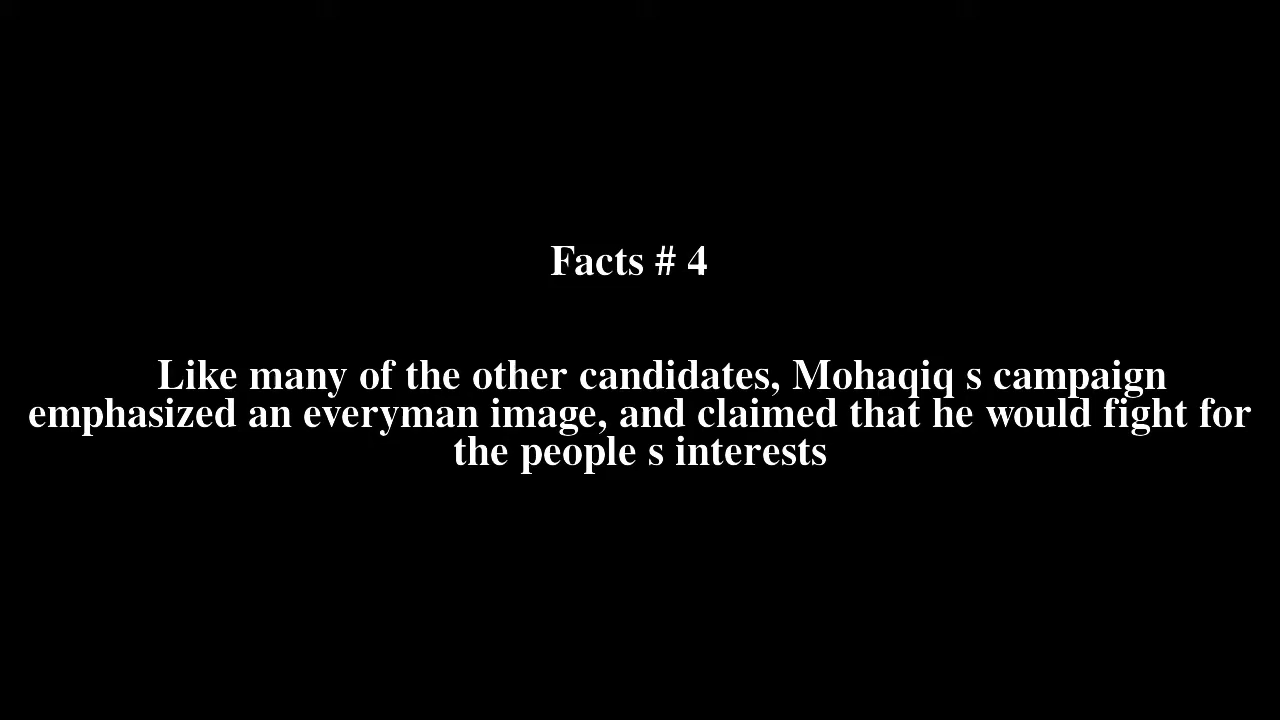 Facts # 4
Like many of the other candidates, Mohaqiq s campaign
emphasized an everyman image, and claimed that he would fight for
the people s interests